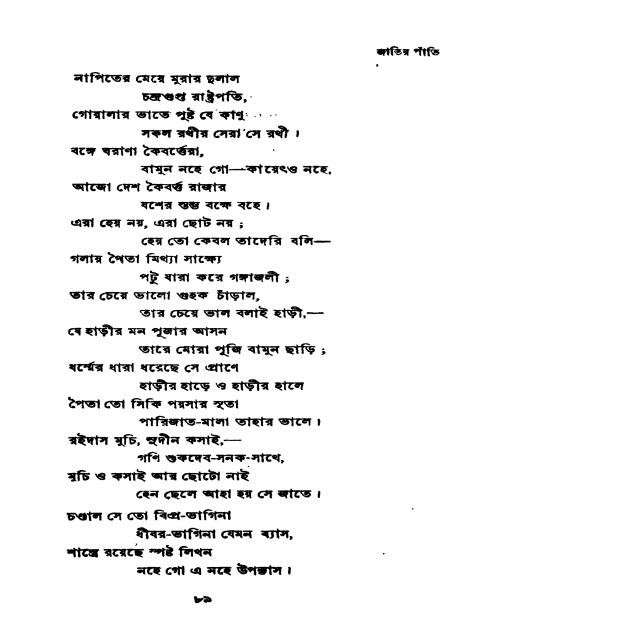 জাতির পাঁতি
নাপিতের মেয়ে মুরার দুলাল
চন্দ্রগুপ্ত রাষ্ট্রপতি,
গোয়ালার ভাতে পুষ্ট যে কাণু
সকল রথীর সেরা সে রথী।
বঙ্গে ঘরাণা কৈবর্ত্তেরা,
বামুন নহে গো—কায়েৎও নহে,
আজো দেশ কৈবর্ত্ত রাজার
যশের স্তম্ভ বক্ষে বহে।
এরা হেয় নয়, এরা ছোট নয়;
হেয় তো কেবল তাদেরি বলি—
গলায় পৈতা মিথ্যা সাক্ষ্যে
পটু যারা করে গঙ্গাজলী;
তার চেয়ে ভালো গুহক চাঁড়াল,
তার চেয়ে ভাল বলাই হাড়ী,—
যে হাড়ীর মন পূজার আসন
তারে মোরা পূজি বামুন ছাড়ি;
ধর্ম্মের ধারা ধরেছে সে প্রাণে
হাড়ীর হাড়ে ও হাড়ীর হালে
পৈতা তো সিকি পয়সার সূতা
পারিজাত-মালা তাহার ভালে।
রইদাস মুচি, সুদীন কসাই,—
গণি শুকদেব-সনক-সাথে,
মুচি ও কসাই আর ছোটো নাই
হেন ছেলে আহা হয় সে জাতে।
চণ্ডাল সে তো বিপ্র-ভাগিনা
ধীবর-ভাগিনা যেমন ব্যাস,
শাস্ত্রে রয়েছে স্পষ্ট লিখন
নহে গো এ নহে উপন্যাস।
৮৯